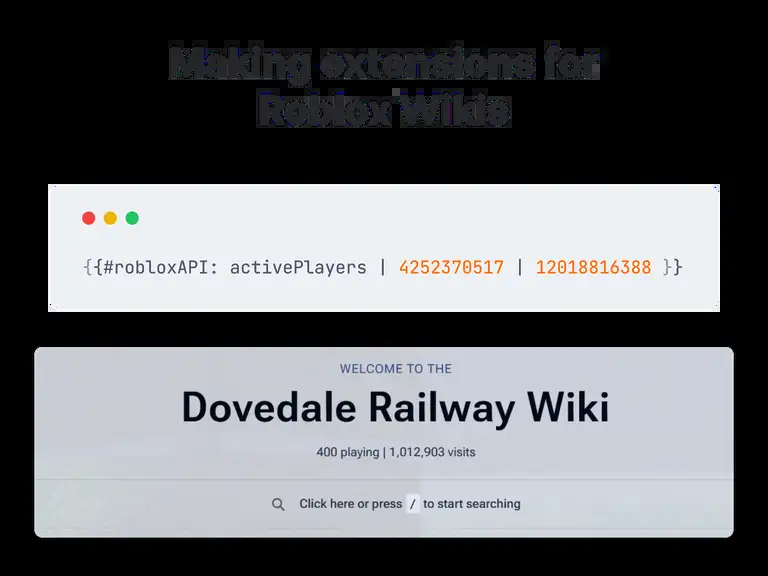 Making extensions for
Roblox Wikis
{{#robloxAPI: activePlayers | 4252370517 | 12018816388 }}
WELCOME TO THE
Dovedale Railway Wiki
400 playing | 1,012,903 visits
Click here or press / to start searching